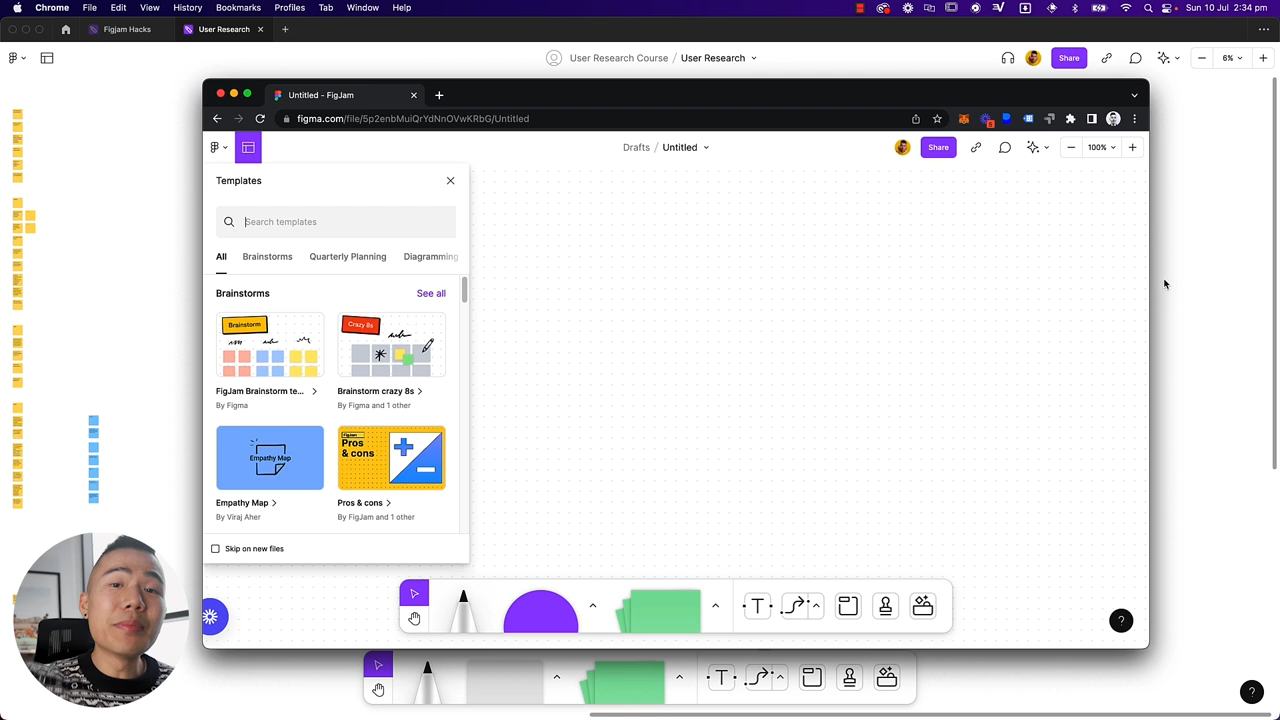 Chrome File Edit View History Bookmarks Profiles Tab Window Help Sun 10 Jul 2:34 pm
Figjam Hacks User Research
User Research Course / User Research Share 6%
Untitled - FigJam
figma.com/file/5p2enbMuiQrYdNnOVwKRbG/Untitled
Drafts / Untitled Share 100%
Templates
Search templates
All Brainstorms Quarterly Planning Diagramming
Brainstorms See all
Brainstorm Crazy 8s
FigJam Brainstorm te... Brainstorm crazy 8s
By Figma By Figma and 1 other
FigJam
Pros
& cons
Empathy Map
Empathy Map Pros & cons
By Viraj Aher By FigJam and 1 other
Skip on new files
T
?
T
?